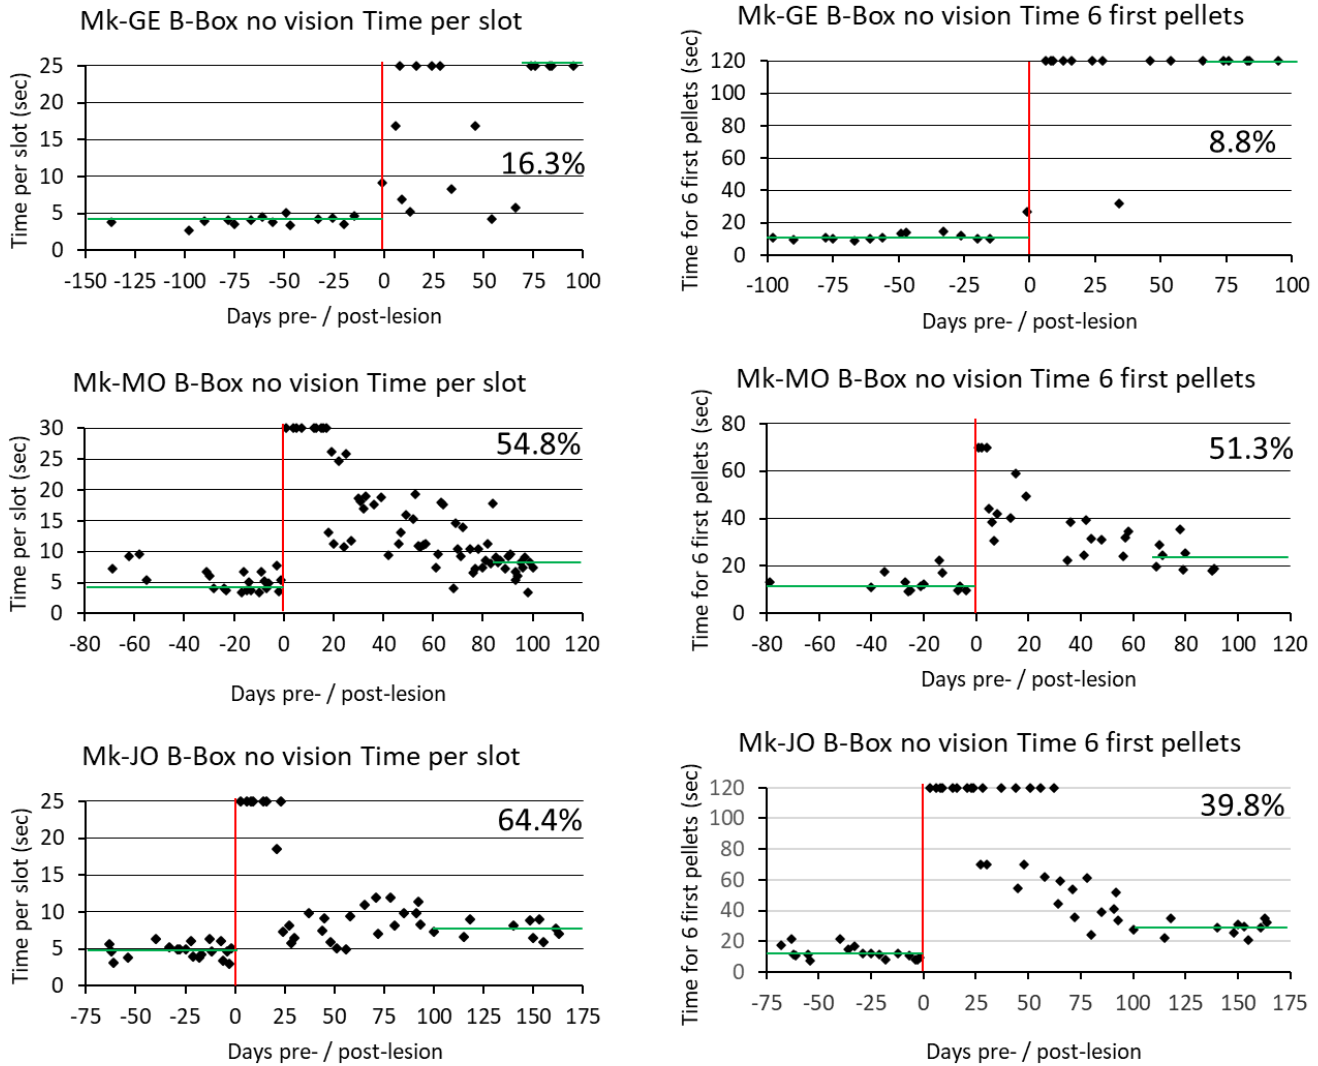 Mk-GE B-Box no vision Time per slot
Time per slot (sec)
25
20
15
10
5
0
16.3%
-150 -125 -100 -75 -50 -25 0 25 50 75 100
Days pre- / post-lesion
Mk-GE B-Box no vision Time 6 first pellets
Time for 6 first pellets (sec)
120
100
80
60
40
20
0
8.8%
-100 -75 -50 -25 0 25 50 75 100
Days pre- / post-lesion
Mk-MO B-Box no vision Time per slot
Time per slot (sec)
30
25
20
15
10
5
0
54.8%
-80 -60 -40 -20 0 20 40 60 80 100 120
Days pre- / post-lesion
Mk-MO B-Box no vision Time 6 first pellets
Time for 6 first pellets (sec)
80
60
40
20
0
51.3%
-80 -60 -40 -20 0 20 40 60 80 100 120
Days pre- / post-lesion
Mk-JO B-Box no vision Time per slot
Time per slot (sec)
25
20
15
10
5
0
64.4%
-75 -50 -25 0 25 50 75 100 125 150 175
Days pre- / post-lesion
Mk-JO B-Box no vision Time 6 first pellets
Time for 6 first pellets (sec)
120
100
80
60
40
20
0
39.8%
-75 -50 -25 0 25 50 75 100 125 150 175
Days pre- / post-lesion